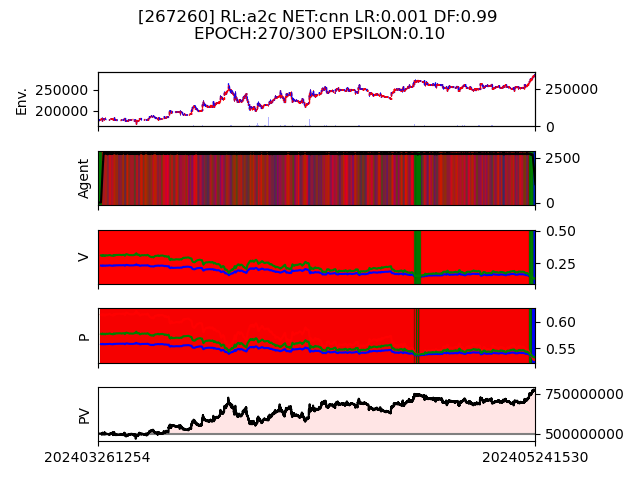 [267260] RL:a2c NET:cnn LR:0.001 DF:0.99
EPOCH:270/300 EPSILON:0.10
Env.
250000
200000
250000
0
Agent
2500
0
V
0.50
0.25
P
0.60
0.55
PV
750000000
500000000
202403261254
202405241530